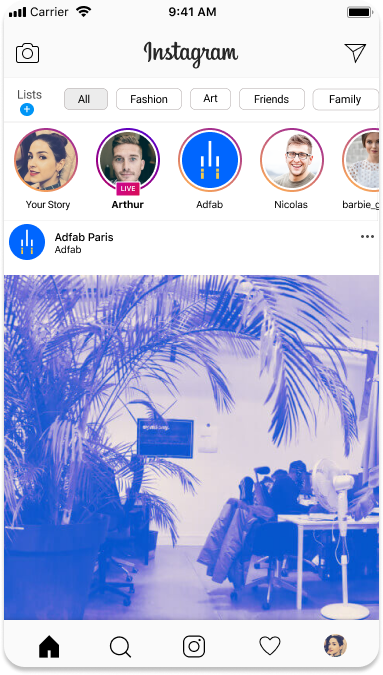 Carrier 9:41 AM
Instagram
Lists
All Fashion Art Friends Family
LIVE
Your Story Arthur Adfab Nicolas barbie_g
Adfab Paris
Adfab